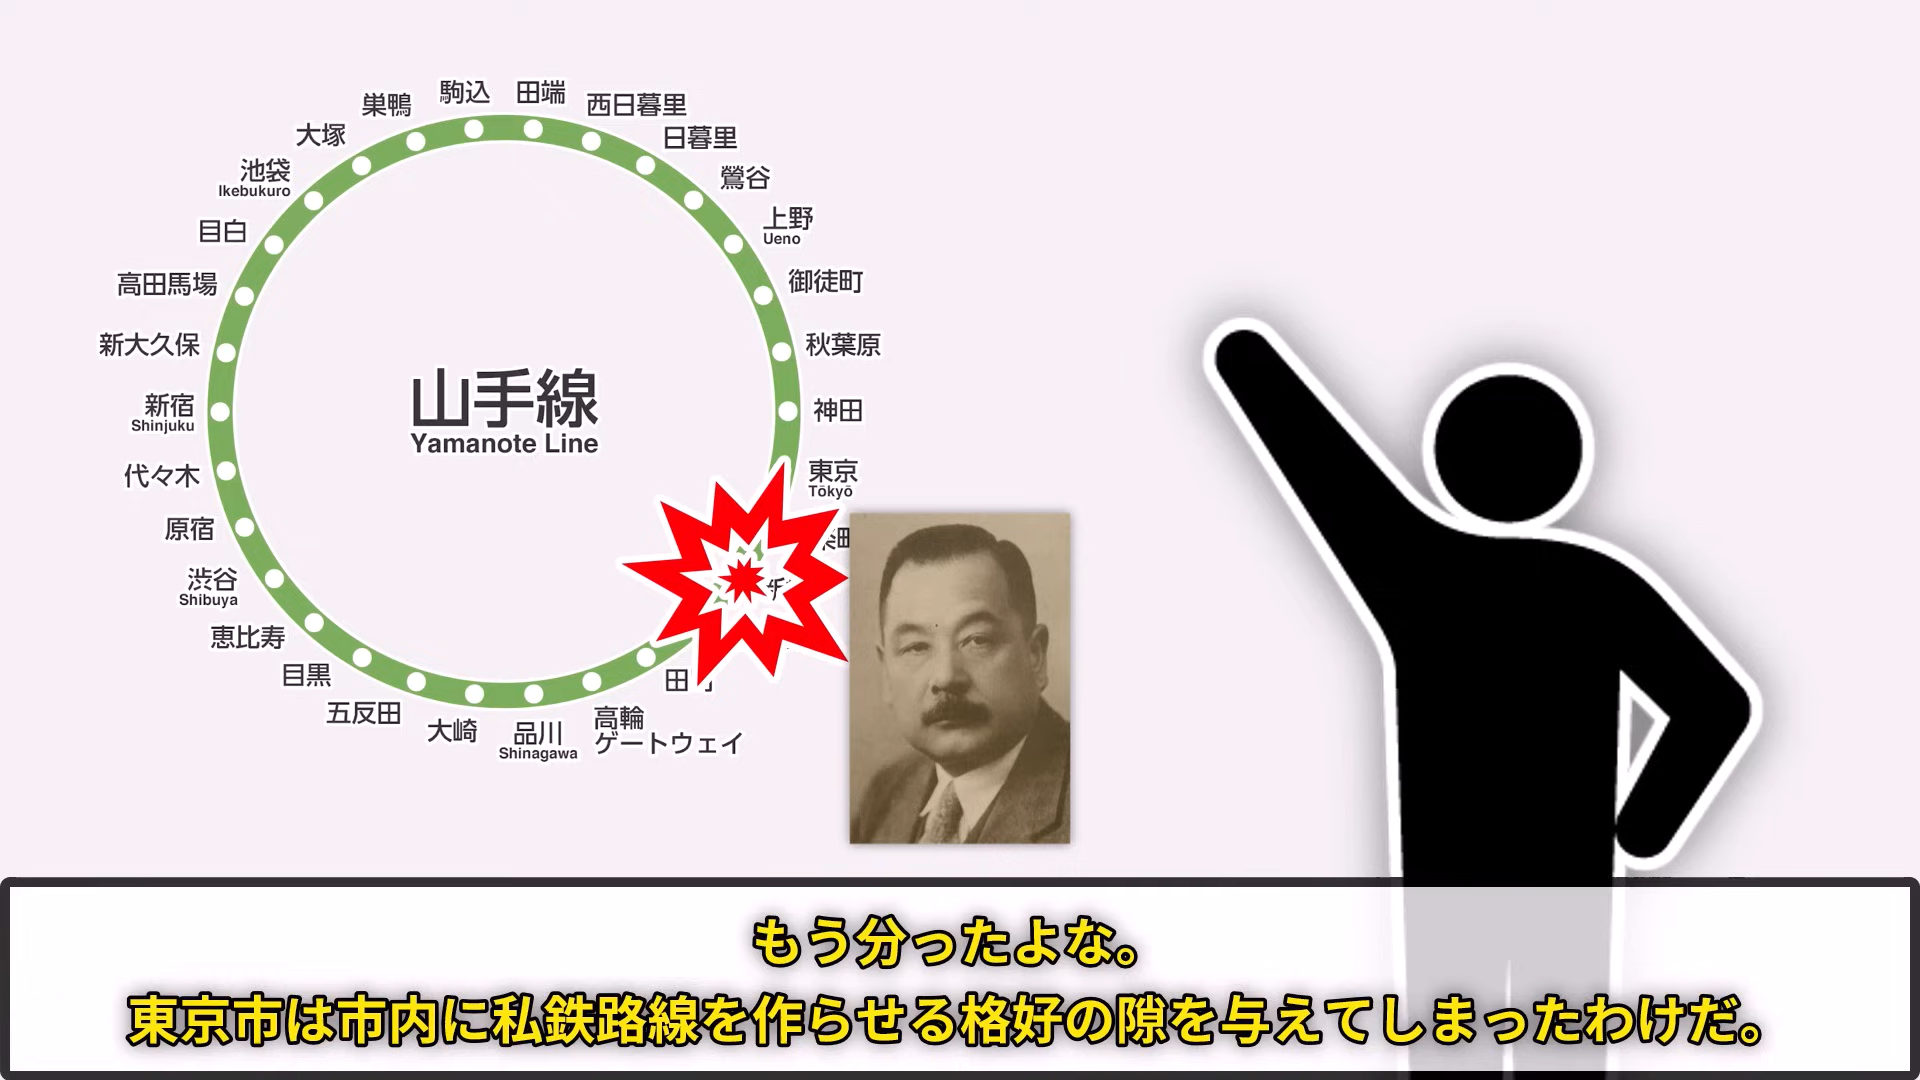 駒込
田端
巣鴨
西日暮里
大塚
日暮里
池袋
Ikebukuro
鶯谷
目白
上野
Ueno
高田馬場
御徒町
新大久保
秋葉原
山手線
Yamanote Line
新宿
Shinjuku
神田
代々木
東京
Tōkyō
原宿
渋谷
Shibuya
恵比寿
目黒
田
五反田
大崎
品川
Shinagawa
高輪
ゲートウェイ
もう分ったよな。
東京市は市内に私鉄路線を作らせる格好の隙を与えてしまったわけだ。